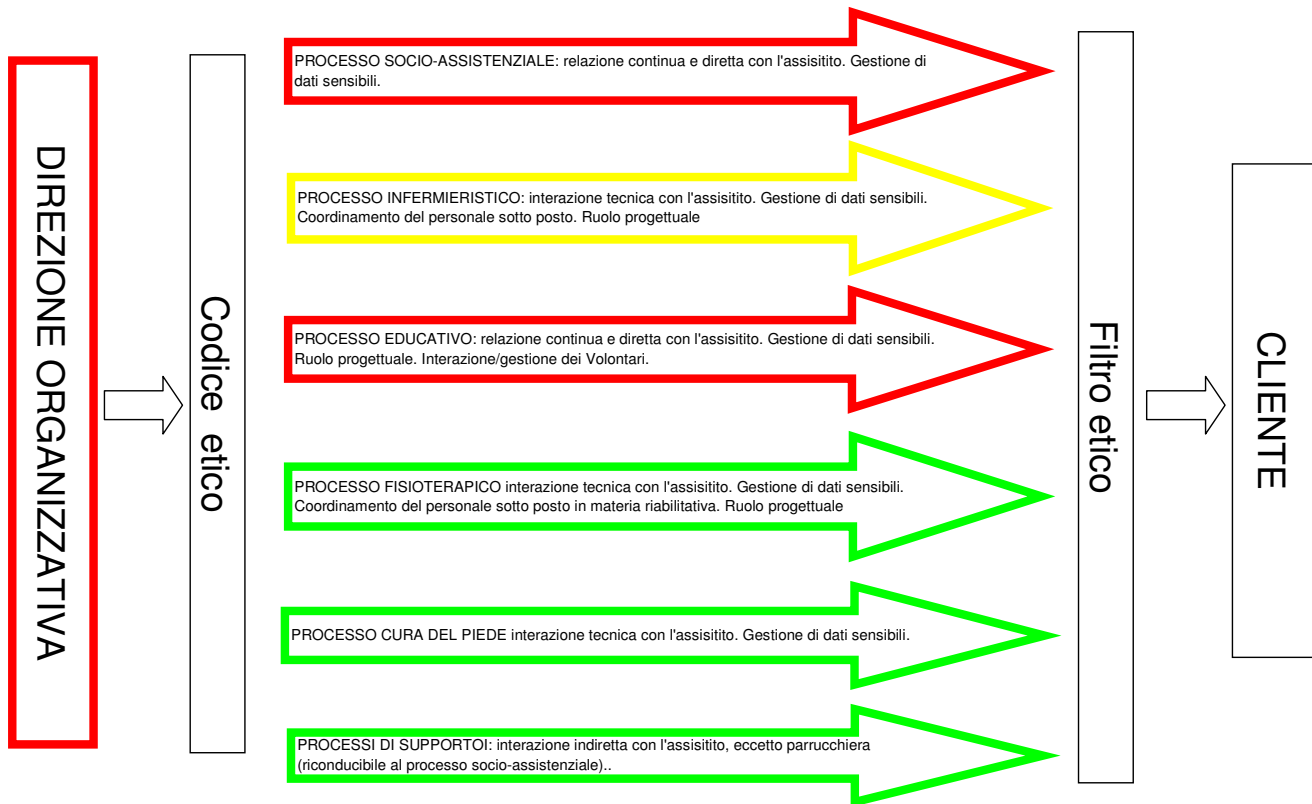 DIREZIONE ORGANIZZATIVA
Codice etico
PROCESSO SOCIO-ASSISTENZIALE: relazione continua e diretta con l'assisitito. Gestione di
dati sensibili.
PROCESSO INFERMIERISTICO: interazione tecnica con l'assisitito. Gestione di dati sensibili.
Coordinamento del personale sotto posto. Ruolo progettuale
PROCESSO EDUCATIVO: relazione continua e diretta con l'assisitito. Gestione di dati sensibili.
Ruolo progettuale. Interazione/gestione dei Volontari.
PROCESSO FISIOTERAPICO interazione tecnica con l'assisitito. Gestione di dati sensibili.
Coordinamento del personale sotto posto in materia riabilitativa. Ruolo progettuale
PROCESSO CURA DEL PIEDE interazione tecnica con l'assisitito. Gestione di dati sensibili.
PROCESSI DI SUPPORTOI: interazione indiretta con l'assisitito, eccetto parrucchiera
(riconducibile al processo socio-assistenziale)..
Filtro etico
CLIENTE